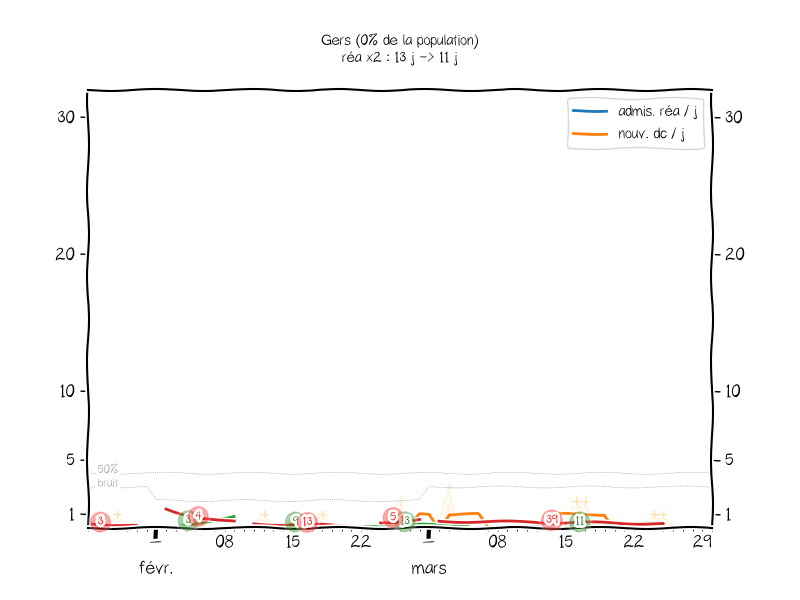 Gers (0% de la population)
réa x2 : 13 j -> 11 j
admis. réa / j
nouv. dc / j
30 30
20 20
10 10
5 5
50%
bruit
1 1
3 3 4 9 13 5 13 39 11
08 15 22 08 15 22 29
févr. mars